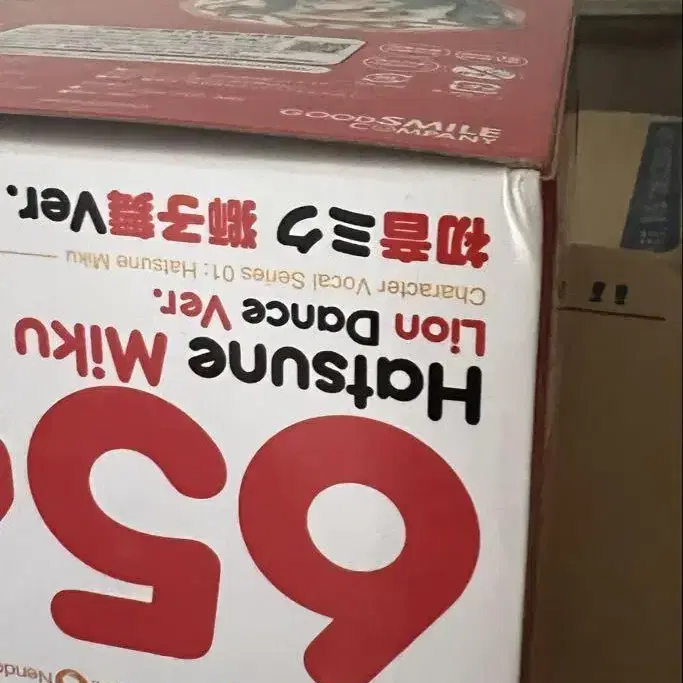 GOODSMILE
COMPANY
65
Hatsune Miku
Lion Dance Ver.
Character Vocal Series 01: Hatsune Miku
初音ミク 獅子舞Ver.